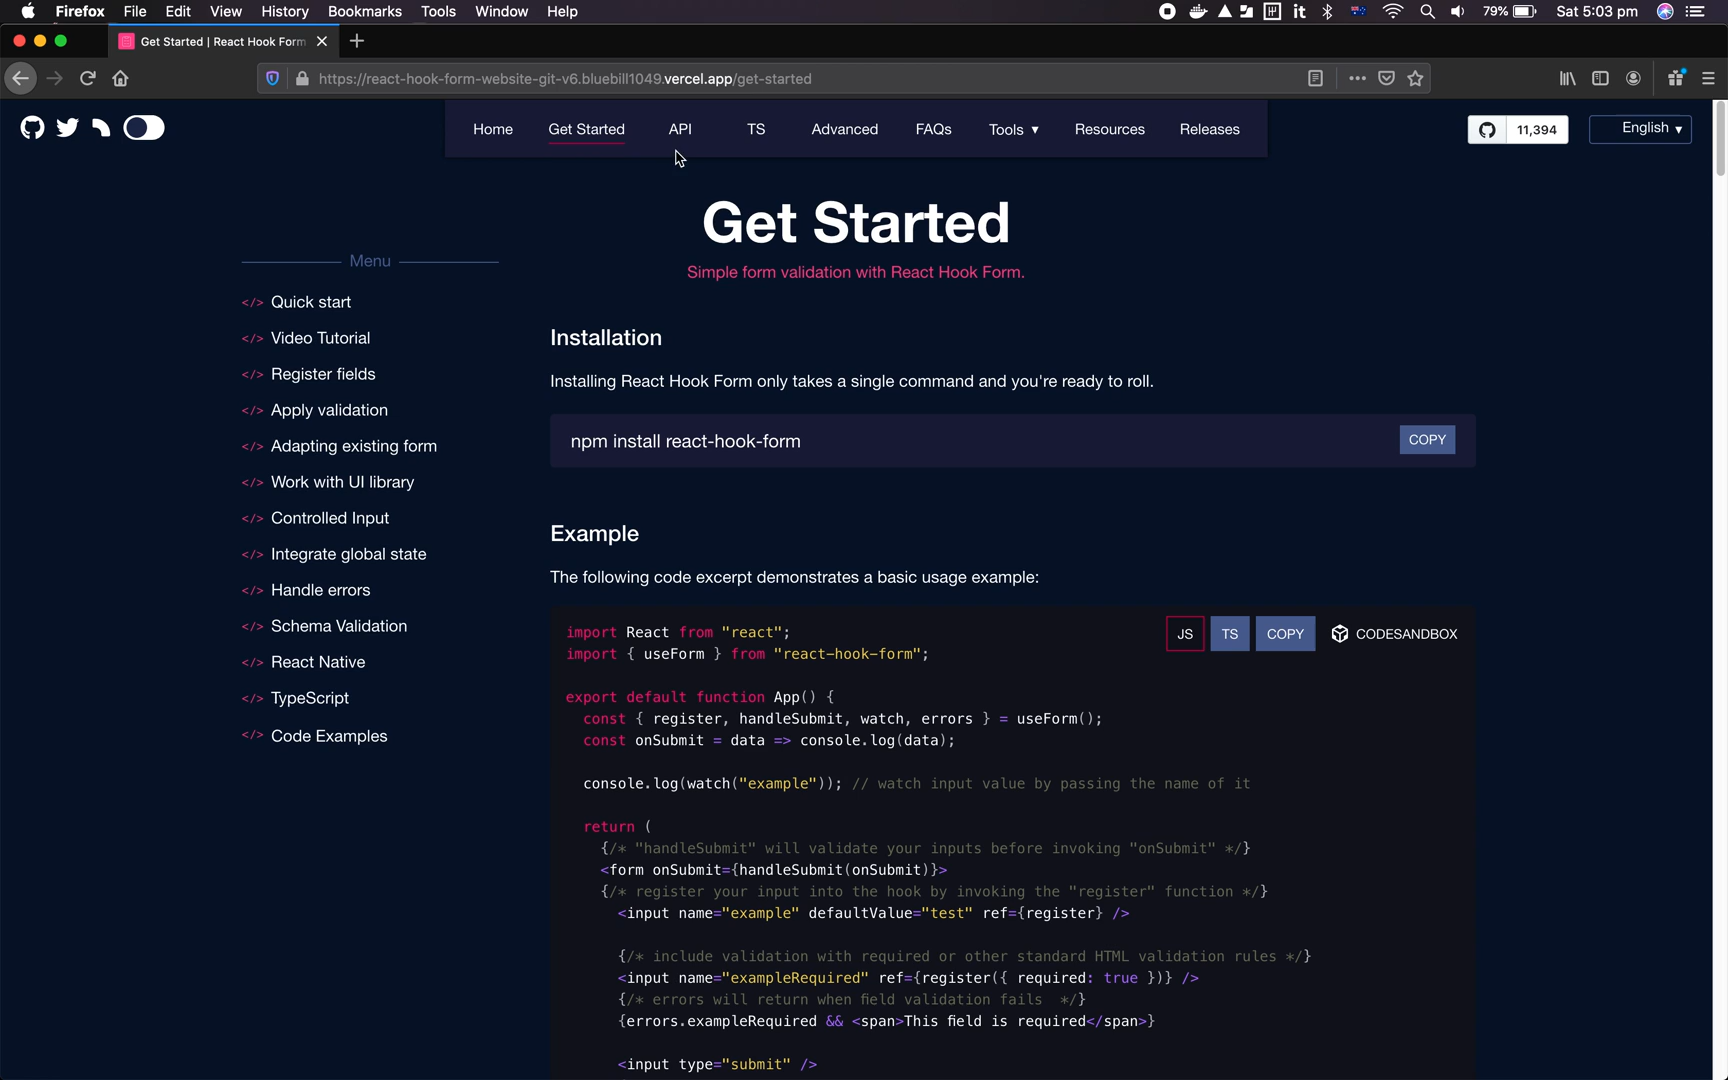 Firefox File Edit View History Bookmarks Tools Window Help
it 79% Sat 5:03 pm
Get Started | React Hook Form
https://react-hook-form-website-git-v6.bluebill1049.vercel.app/get-started
Home Get Started API TS Advanced FAQs Tools ▾ Resources Releases
11,394
English ▾
Get Started
Simple form validation with React Hook Form.
Menu
</> Quick start
</> Video Tutorial
</> Register fields
</> Apply validation
</> Adapting existing form
</> Work with UI library
</> Controlled Input
</> Integrate global state
</> Handle errors
</> Schema Validation
</> React Native
</> TypeScript
</> Code Examples
Installation
Installing React Hook Form only takes a single command and you're ready to roll.
npm install react-hook-form
COPY
Example
The following code excerpt demonstrates a basic usage example:
JS TS COPY CODESANDBOX
import React from "react";
import { useForm } from "react-hook-form";
export default function App() {
const { register, handleSubmit, watch, errors } = useForm();
const onSubmit = data => console.log(data);
console.log(watch("example")); // watch input value by passing the name of it
return (
{/* "handleSubmit" will validate your inputs before invoking "onSubmit" */}
<form onSubmit={handleSubmit(onSubmit)}>
{/* register your input into the hook by invoking the "register" function */}
<input name="example" defaultValue="test" ref={register} />
{/* include validation with required or other standard HTML validation rules */}
<input name="exampleRequired" ref={register({ required: true })} />
{/* errors will return when field validation fails */}
{errors.exampleRequired && <span>This field is required</span>}
<input type="submit" />